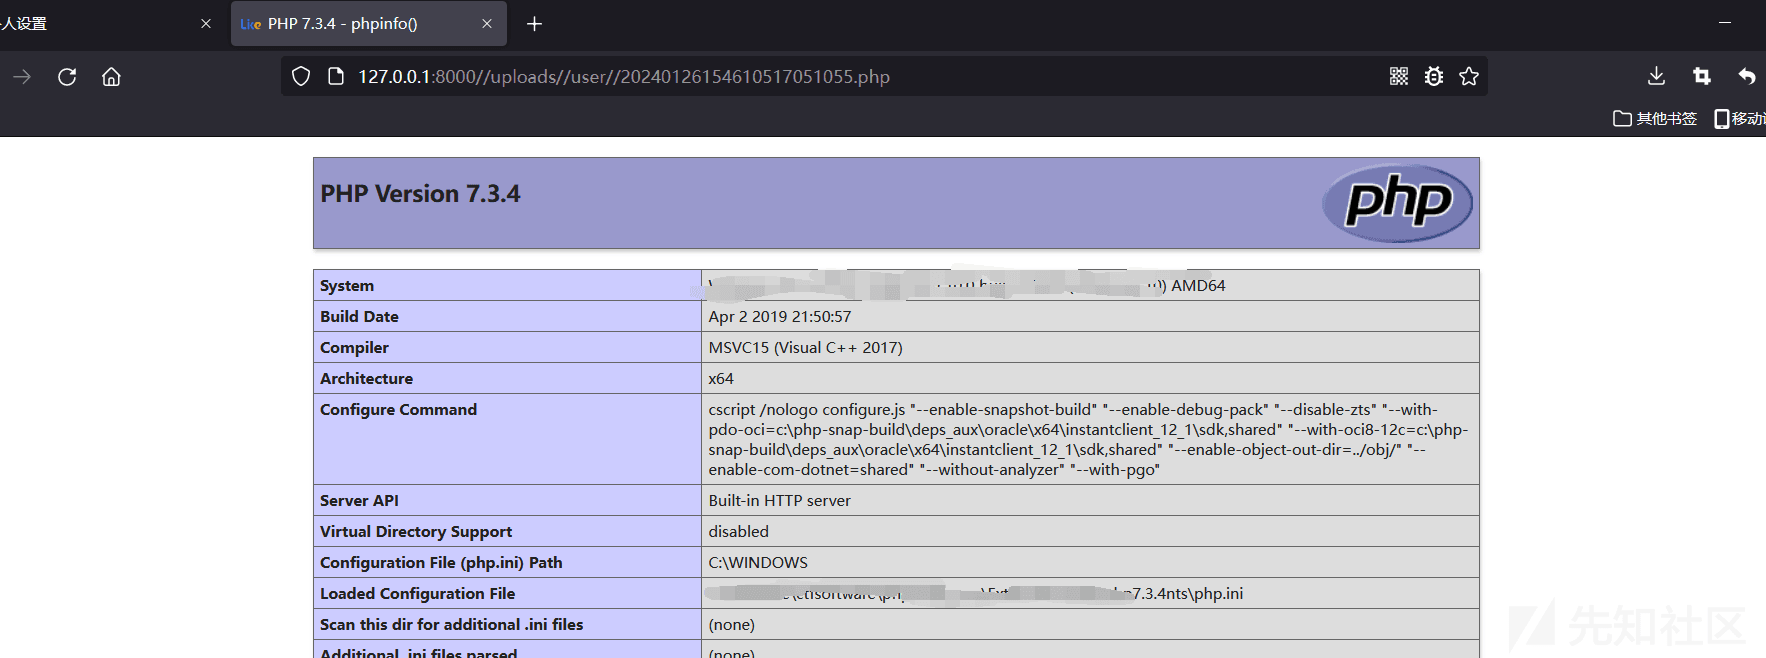 人设置
Lke PHP 7.3.4 - phpinfo()
127.0.0.1:8000//uploads//user//20240126154610517051055.php
其他书签
移动
PHP Version 7.3.4
php
System AMD64
Build Date Apr 2 2019 21:50:57
Compiler MSVC15 (Visual C++ 2017)
Architecture x64
Configure Command cscript /nologo configure.js "--enable-snapshot-build" "--enable-debug-pack" "--disable-zts" "--with-
pdo-oci=c:\php-snap-build\deps_aux\oracle\x64\instantclient_12_1\sdk,shared" "--with-oci8-12c=c:\php-
snap-build\deps_aux\oracle\x64\instantclient_12_1\sdk,shared" "--enable-object-out-dir=../obj/" "--
enable-com-dotnet=shared" "--without-analyzer" "--with-pgo"
Server API Built-in HTTP server
Virtual Directory Support disabled
Configuration File (php.ini) Path C:\WINDOWS
Loaded Configuration File 7.3.4nts\php.ini
Scan this dir for additional .ini files (none)
Additional .ini files parsed (none)
先知社区